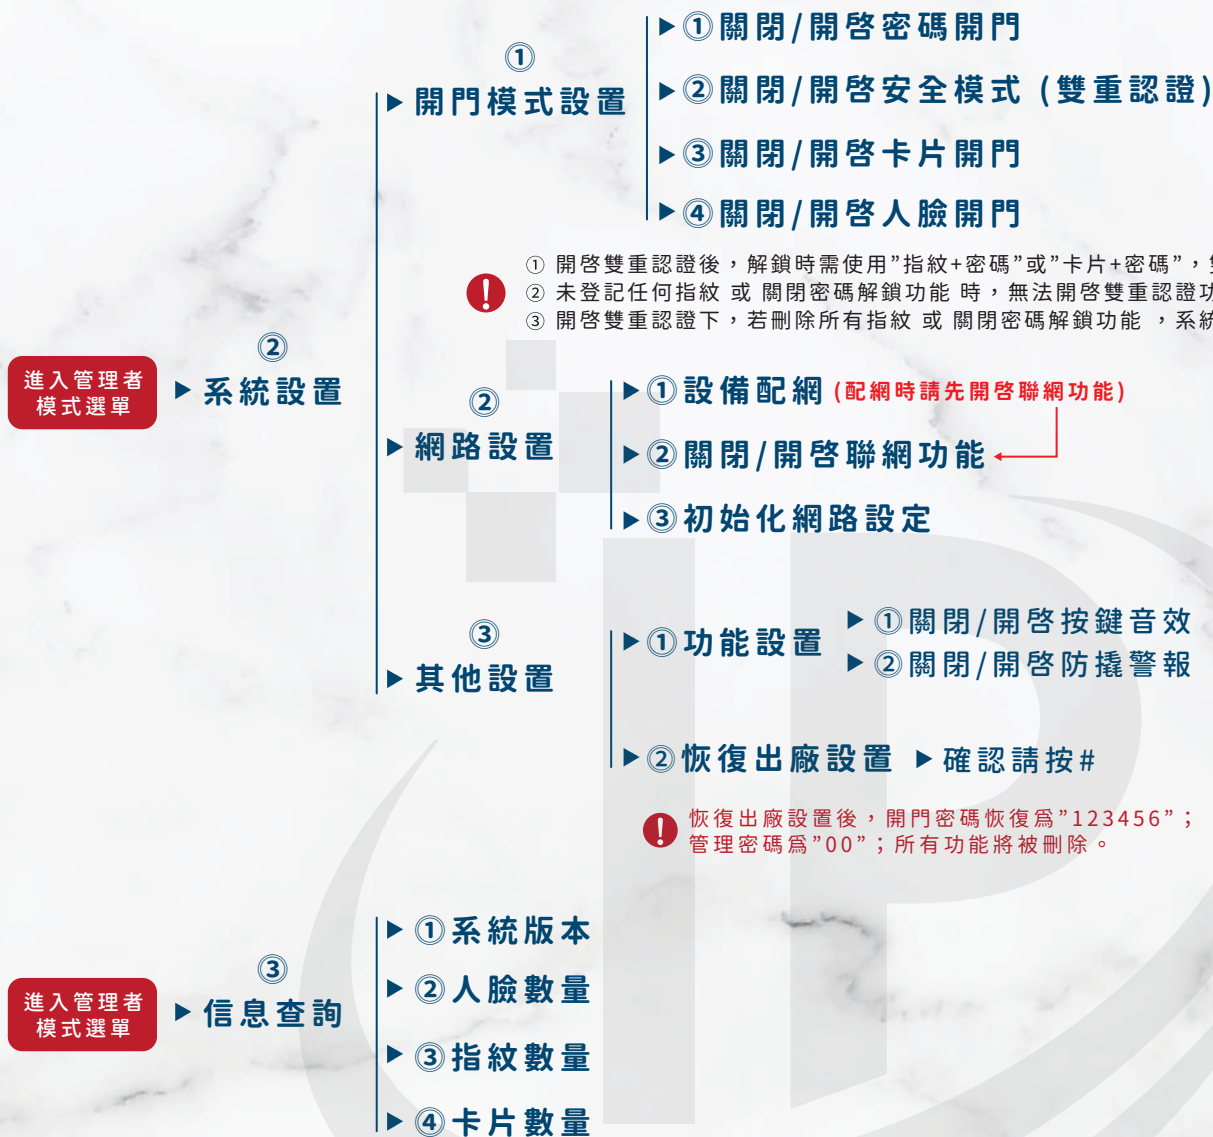 ①
開門模式設置
①關閉/開啓密碼開門
②關閉/開啓安全模式 (雙重認證)
③關閉/開啓卡片開門
④關閉/開啓人臉開門
① 開啓雙重認證後，解鎖時需使用”指紋+密碼”或”卡片+密碼”，
② 未登記任何指紋 或 關閉密碼解鎖功能 時，無法開啓雙重認證功
③ 開啓雙重認證下，若刪除所有指紋 或 關閉密碼解鎖功能 ，系統
進入管理者
模式選單
②
系統設置
②
網路設置
①設備配網 (配網時請先開啓聯網功能)
②關閉/開啓聯網功能
③初始化網路設定
③
其他設置
①功能設置
①關閉/開啓按鍵音效
②關閉/開啓防撬警報
②恢復出廠設置
確認請按#
恢復出廠設置後，開門密碼恢復爲”123456”；
管理密碼爲”00”；所有功能將被刪除。
進入管理者
模式選單
③
信息查詢
①系統版本
②人臉數量
③指紋數量
④卡片數量